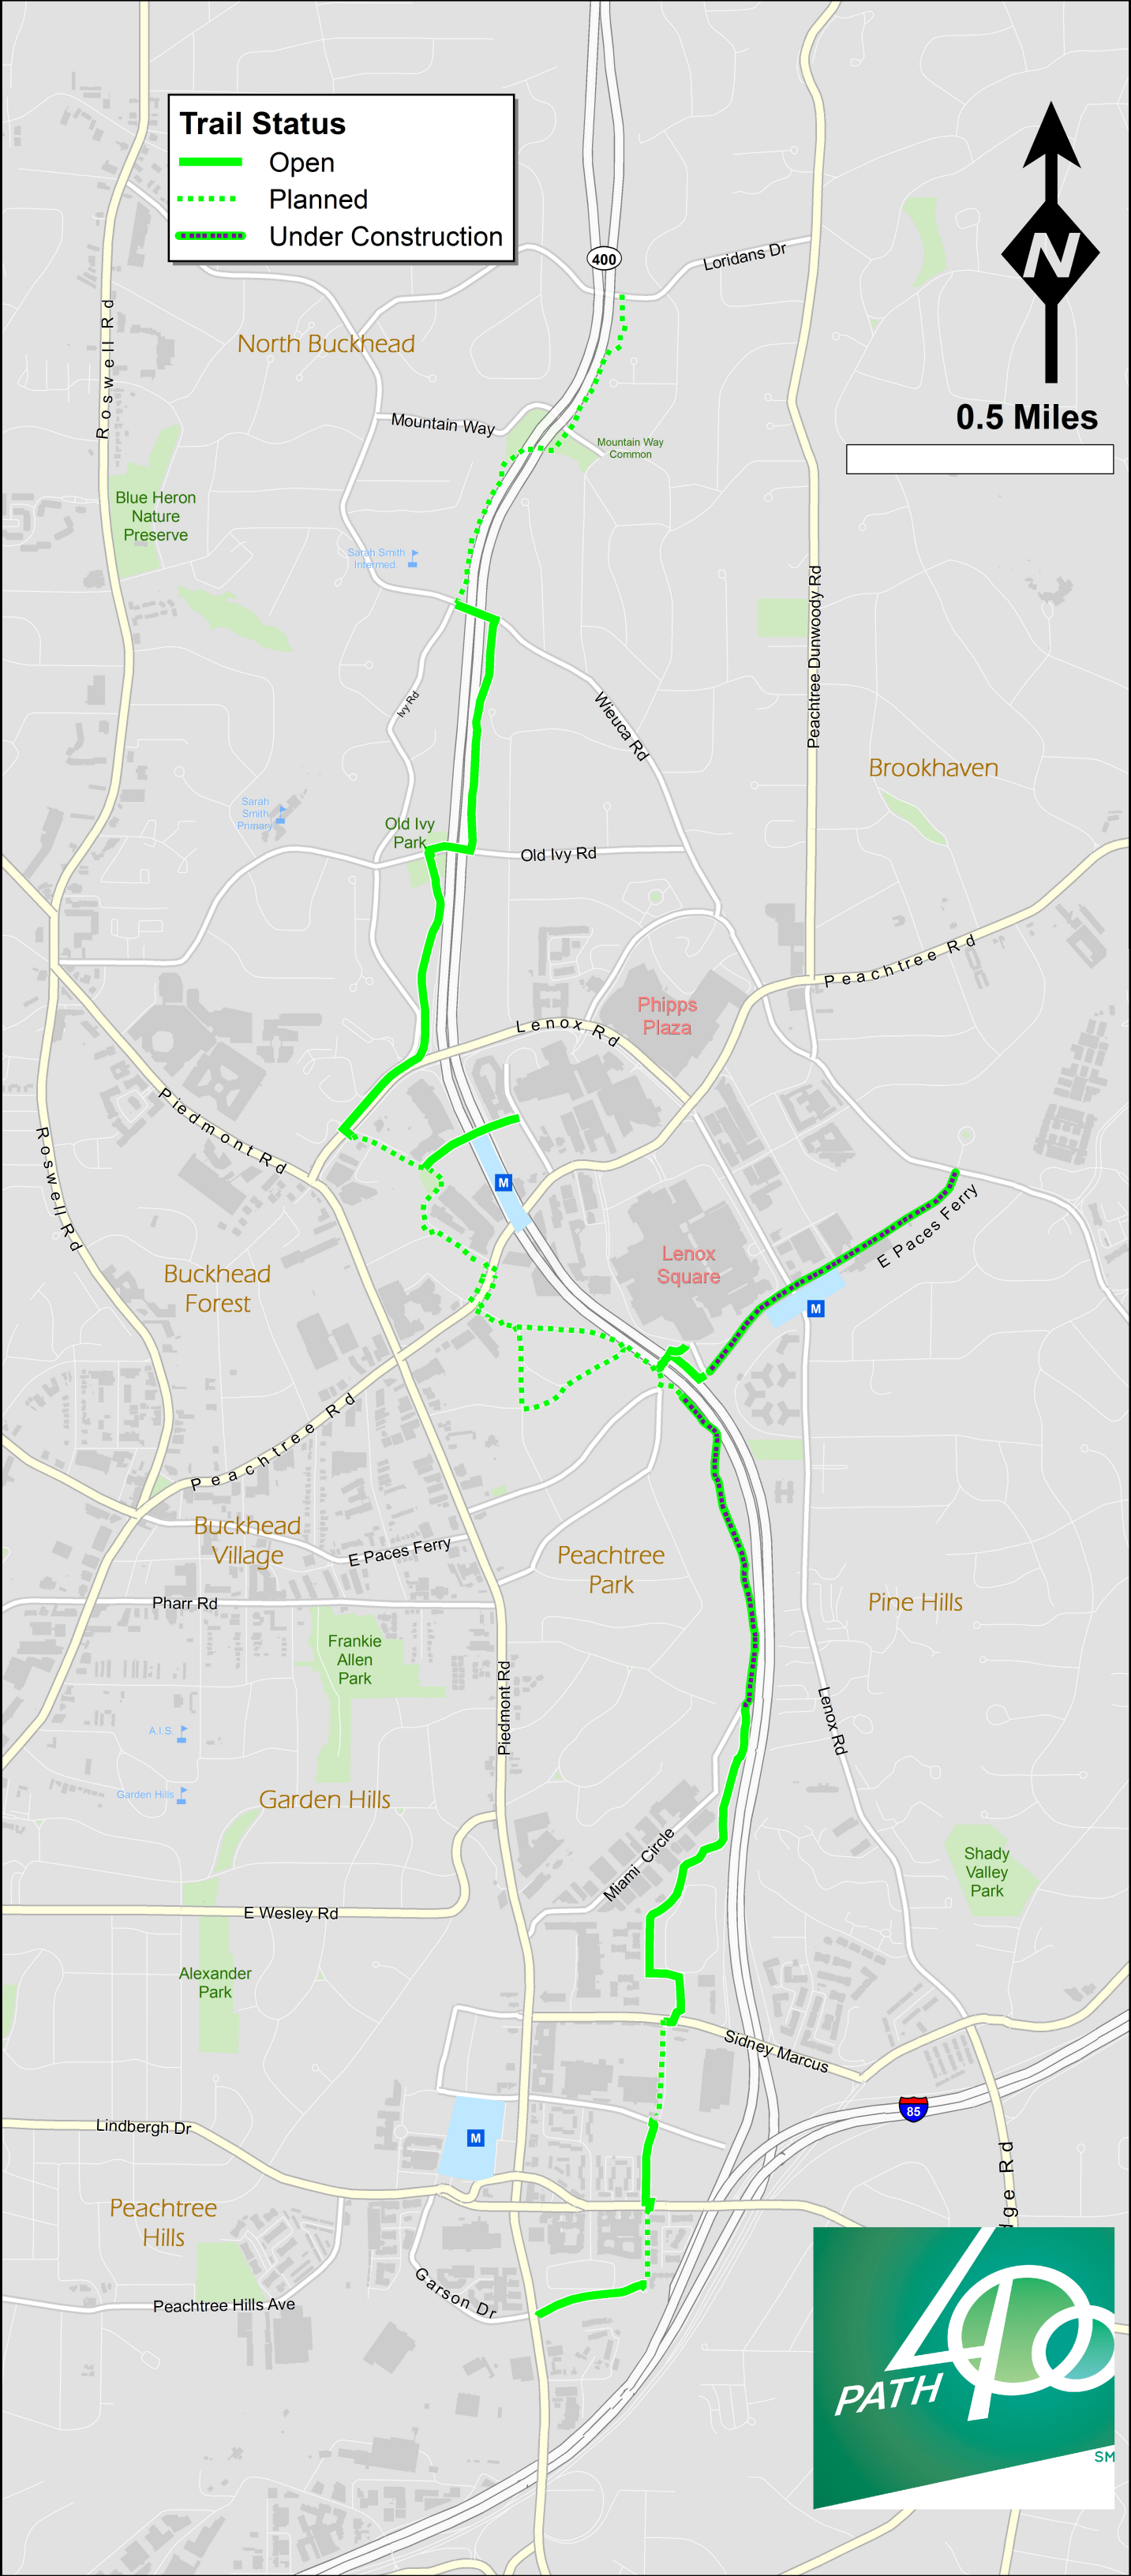 Trail Status
Open
Planned
Under Construction
N
0.5 Miles
400
Loridans Dr
Roswell Rd
North Buckhead
Mountain Way
Mountain Way
Common
Blue Heron
Nature
Preserve
Sarah Smith
Intermed.
Peachtree Dunwoody Rd
Ivy Rd
Wieuca Rd
Brookhaven
Sarah
Smith
Primary
Old Ivy
Park
Old Ivy Rd
Peachtree Rd
Phipps
Plaza
Lenox Rd
Piedmont Rd
Roswell Rd
M
E Paces Ferry
Lenox
Square
Buckhead
Forest
M
Peachtree Rd
Buckhead
Village
E Paces Ferry
Peachtree
Park
Pharr Rd
Pine Hills
Frankie
Allen
Park
Piedmont Rd
Lenox Rd
A.I.S.
Garden Hills
Garden Hills
Miami Circle
Shady
Valley
Park
E Wesley Rd
Alexander
Park
Sidney Marcus
85
Lindbergh Dr
M
dge Rd
Peachtree
Hills
Garson Dr
Peachtree Hills Ave
PATH
400
SM